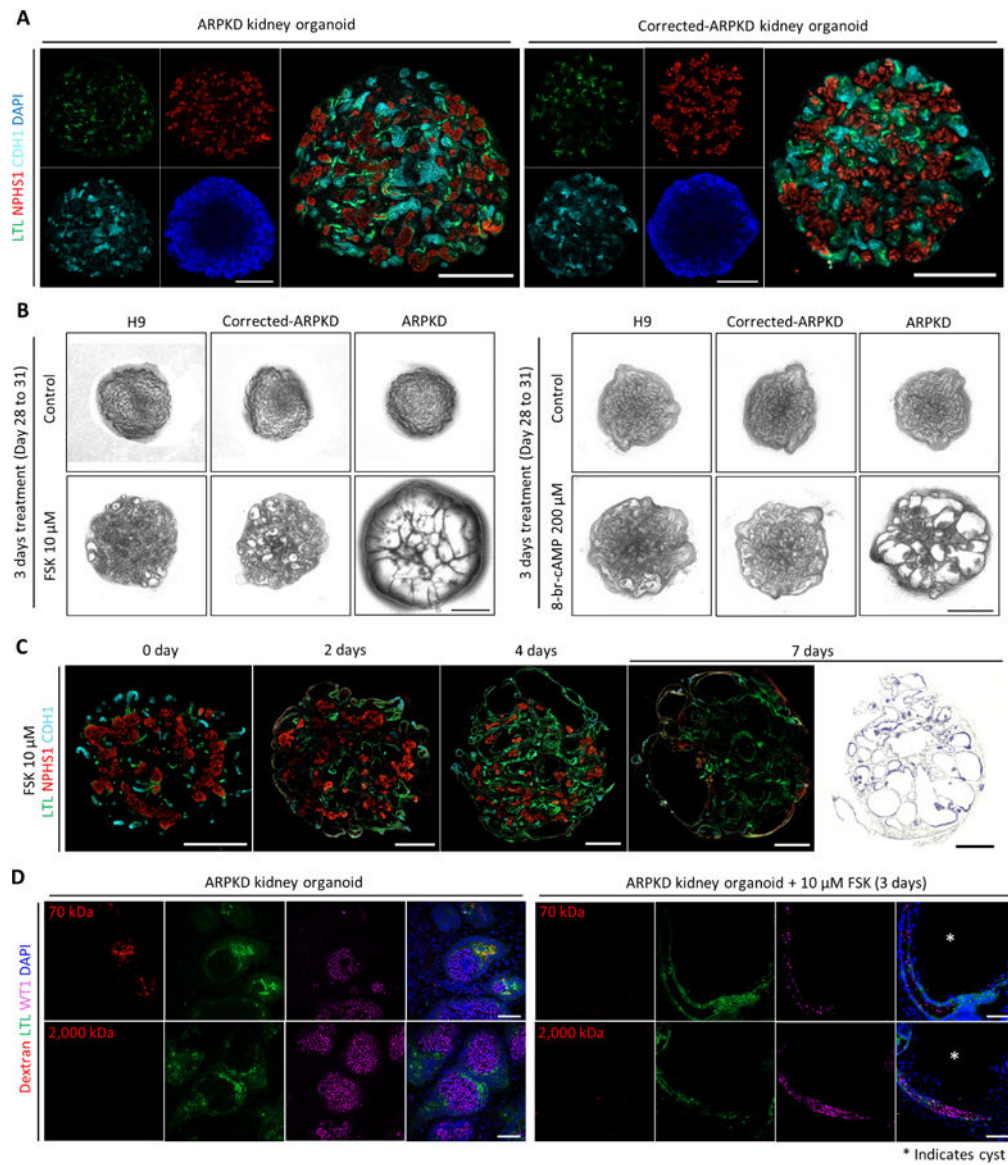 A
ARPKD kidney organoid
Corrected-ARPKD kidney organoid
LTL NPHS1 CDH1 DAPI
B
H9
Corrected-ARPKD
ARPKD
H9
Corrected-ARPKD
ARPKD
3 days treatment (Day 28 to 31)
Control
FSK 10 µM
3 days treatment (Day 28 to 31)
Control
8-br-cAMP 200 µM
C
0 day
2 days
4 days
7 days
FSK 10 µM
LTL NPHS1 CDH1
D
ARPKD kidney organoid
ARPKD kidney organoid + 10 µM FSK (3 days)
Dextran LTL WT1 DAPI
70 kDa
70 kDa
*
2,000 kDa
2,000 kDa
*
* Indicates cyst